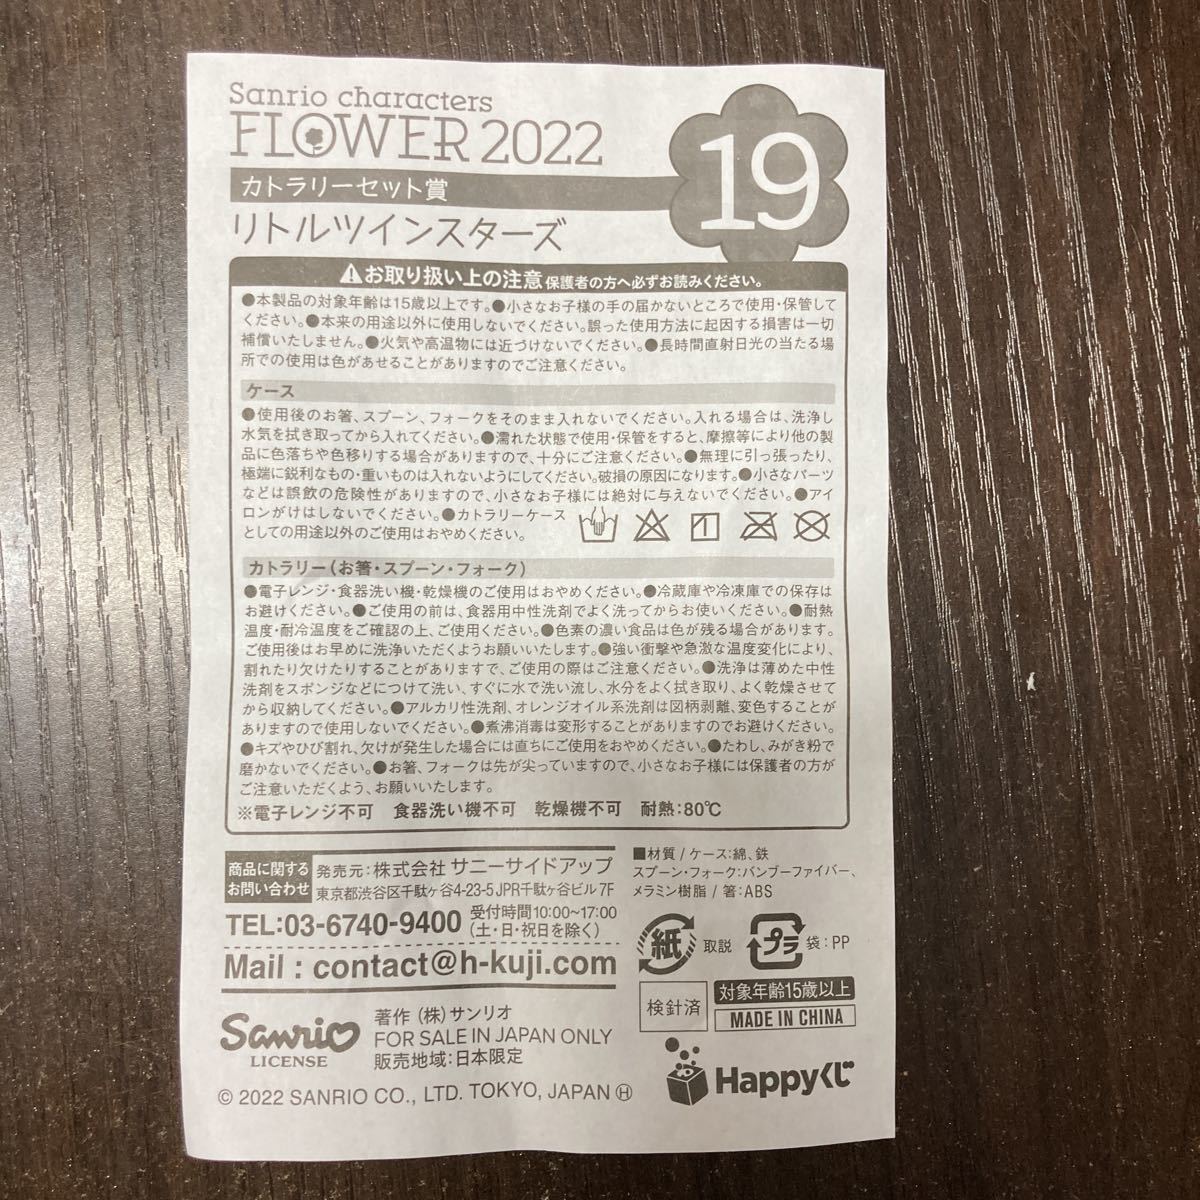 Sanrio characters
FLOWER 2022
19
カトラリーセット賞
リトルツインスターズ
お取り扱い上の注意 保護者の方へ必ずお読みください。
●本製品の対象年齢は15歳以上です。●小さなお子様の手の届かないところで使用・保管して
ください。●本来の用途以外に使用しないでください。誤った使用方法に起因する損害は一切
補償いたしません。●火気や高温物には近づけないでください。●長時間直射日光の当たる場
所での使用は色があせることがありますのでご注意ください。
ケース
●使用後のお箸、スプーン、フォークをそのまま入れないでください。入れる場合は、洗浄し
水気を拭き取ってから入れてください。●濡れた状態で使用・保管をすると、摩擦等により他の製
品に色落ちや色移りする場合がありますので、十分にご注意ください。●無理に引っ張ったり、
極端に鋭利なもの・重いものは入れないようにしてください。破損の原因になります。●小さなパーツ
などは誤飲の危険性がありますので、小さなお子様には絶対に与えないでください。●アイ
ロンがけはしないでください。●カトラリーケース
としての用途以外のご使用はおやめください。
カトラリー(お箸・スプーン・フォーク)
●電子レンジ・食器洗い機・乾燥機のご使用はおやめください。●冷蔵庫や冷凍庫での保存は
お避けください。●ご使用の前は、食器用中性洗剤でよく洗ってからお使いください。●耐熱
温度・耐冷温度をご確認の上、ご使用ください。●色素の濃い食品は色が残る場合があります。
ご使用後はお早めに洗浄いただくようお願いいたします。●強い衝撃や急激な温度変化により、
割れたり欠けたりすることがありますので、ご使用の際はご注意ください。●洗浄は薄めた中性
洗剤をスポンジなどにつけて洗い、すぐに水で洗い流し、水分をよく拭き取り、よく乾燥させて
から収納してください。●アルカリ性洗剤、オレンジオイル系洗剤は図柄剥離、変色することが
ありますので使用しないでください。●煮沸消毒は変形することがありますのでお避けください。
●キズやひび割れ、欠けが発生した場合には直ちにご使用をおやめください。●たわし、みがき粉で
磨かないでください。●お箸、フォークは先が尖っていますので、小さなお子様には保護者の方が
ご注意いただくよう、お願いいたします。
※電子レンジ不可 食器洗い機不可 乾燥機不可 耐熱:80℃
商品に関する
お問い合わせ
発売元:株式会社 サニーサイドアップ
東京都渋谷区千駄ヶ谷4-23-5 JPR千駄ヶ谷ビル 7F
TEL:03-6740-9400 受付時間10:00~17:00
(土・日・祝日を除く)
Mail : contact@h-kuji.com
■材質 / ケース:綿、鉄
スプーン・フォーク:バンブーファイバー、
メラミン樹脂 / 箸:ABS
紙 取説 プラ 袋:PP
検針済
対象年齢15歳以上
MADE IN CHINA
Sanrio
LICENSE
著作 (株) サンリオ
FOR SALE IN JAPAN ONLY
販売地域:日本限定
Happyくじ
© 2022 SANRIO CO., LTD. TOKYO, JAPAN Ⓗ